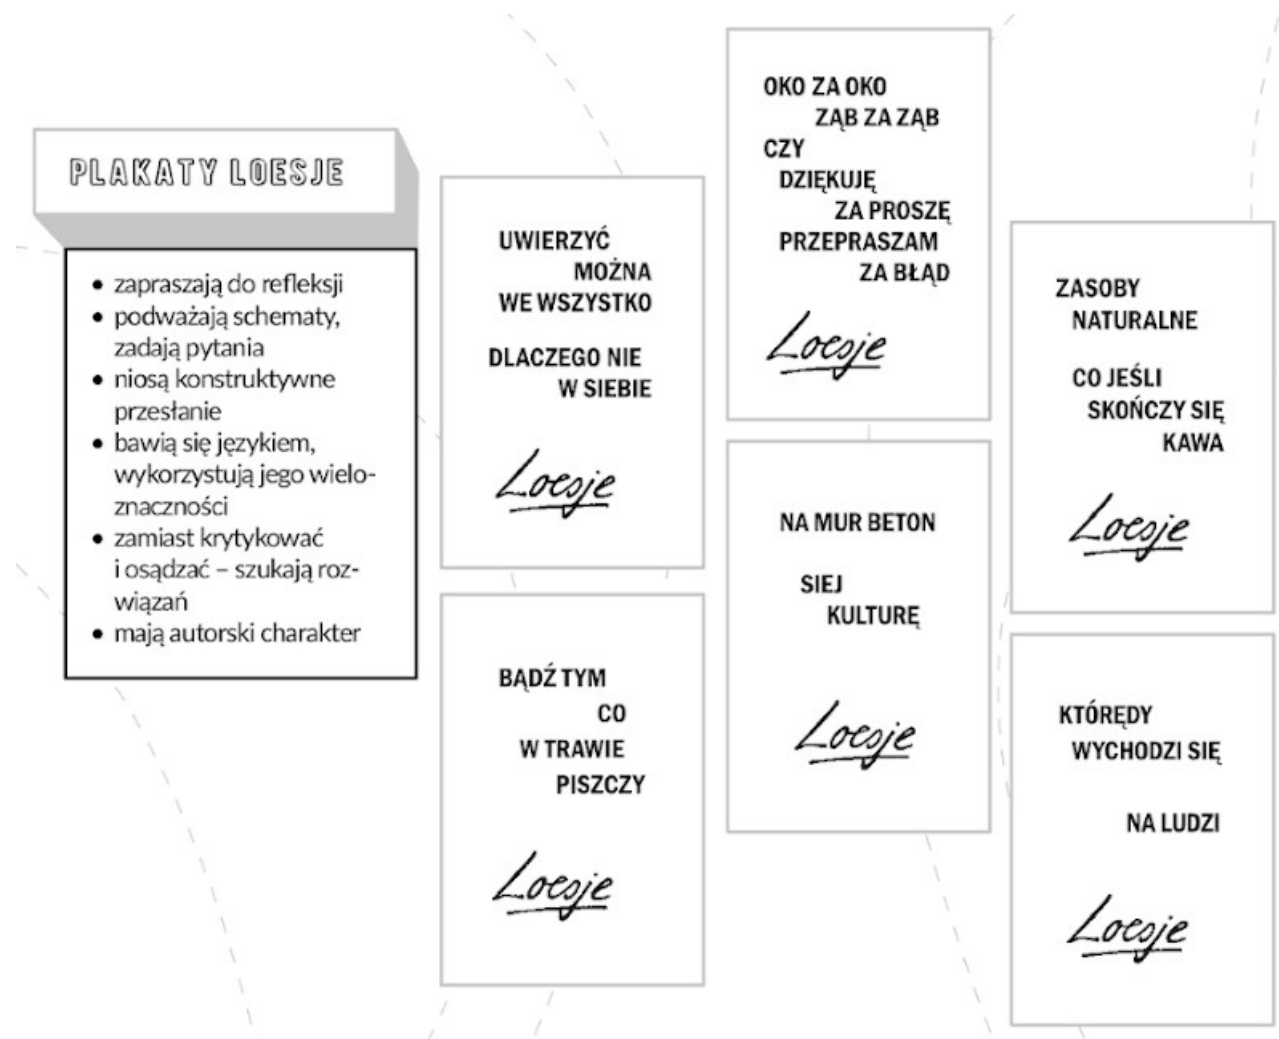 PLAKATY LOESJE
• zapraszają do refleksji
• podważają schematy,
zadają pytania
• niosą konstruktywne
przesłanie
• bawią się językiem,
wykorzystują jego wielo-
znaczności
• zamiast krytykować
i osądzać – szukają roz-
wiązań
• mają autorski charakter
UWIERZYĆ
MOŻNA
WE WSZYSTKO
DLACZEGO NIE
W SIEBIE
Loesje
BĄDŹ TYM
CO
W TRAWIE
PISZCZY
Loesje
OKO ZA OKO
ZĄB ZA ZĄB
CZY
DZIĘKUJĘ
ZA PROSZĘ
PRZEPRASZAM
ZA BŁĄD
Loesje
NA MUR BETON
SIEJ
KULTURĘ
Loesje
ZASOBY
NATURALNE
CO JEŚLI
SKOŃCZY SIĘ
KAWA
Loesje
KTÓRĘDY
WYCHODZI SIĘ
NA LUDZI
Loesje